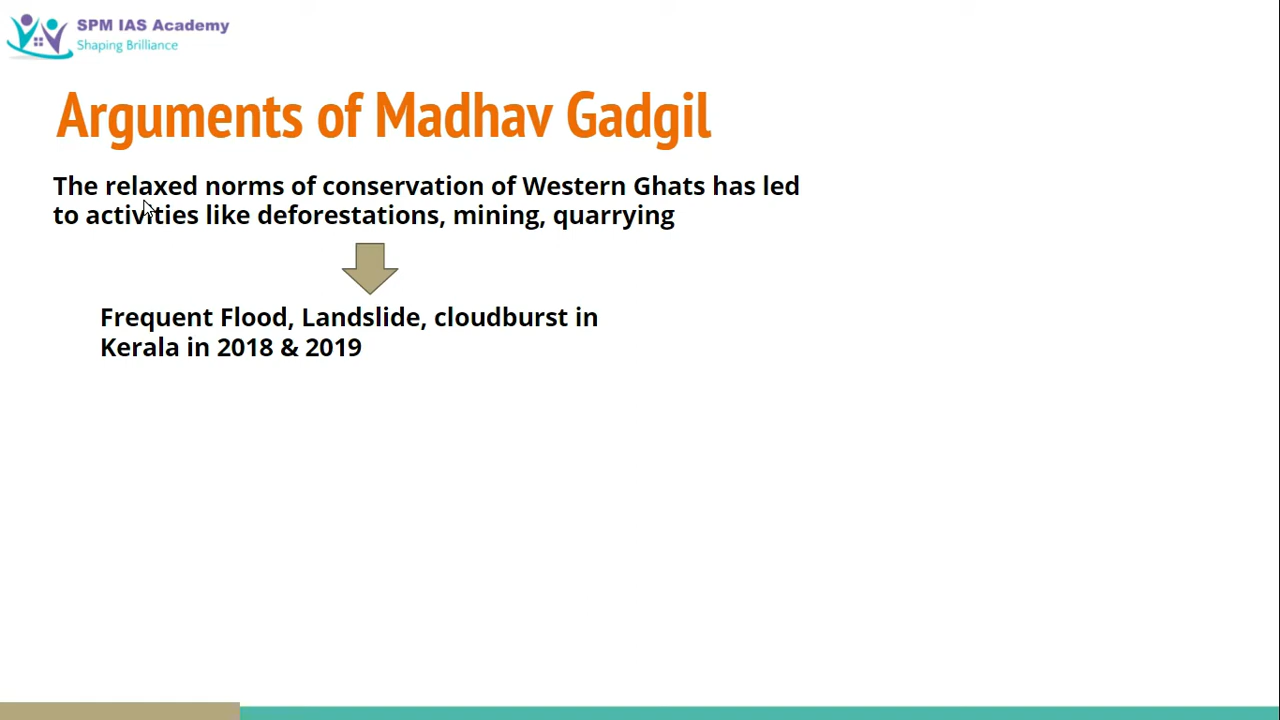 SPM IAS Academy
Shaping Brilliance
Arguments of Madhav Gadgil
The relaxed norms of conservation of Western Ghats has led
to activities like deforestations, mining, quarrying
Frequent Flood, Landslide, cloudburst in
Kerala in 2018 & 2019